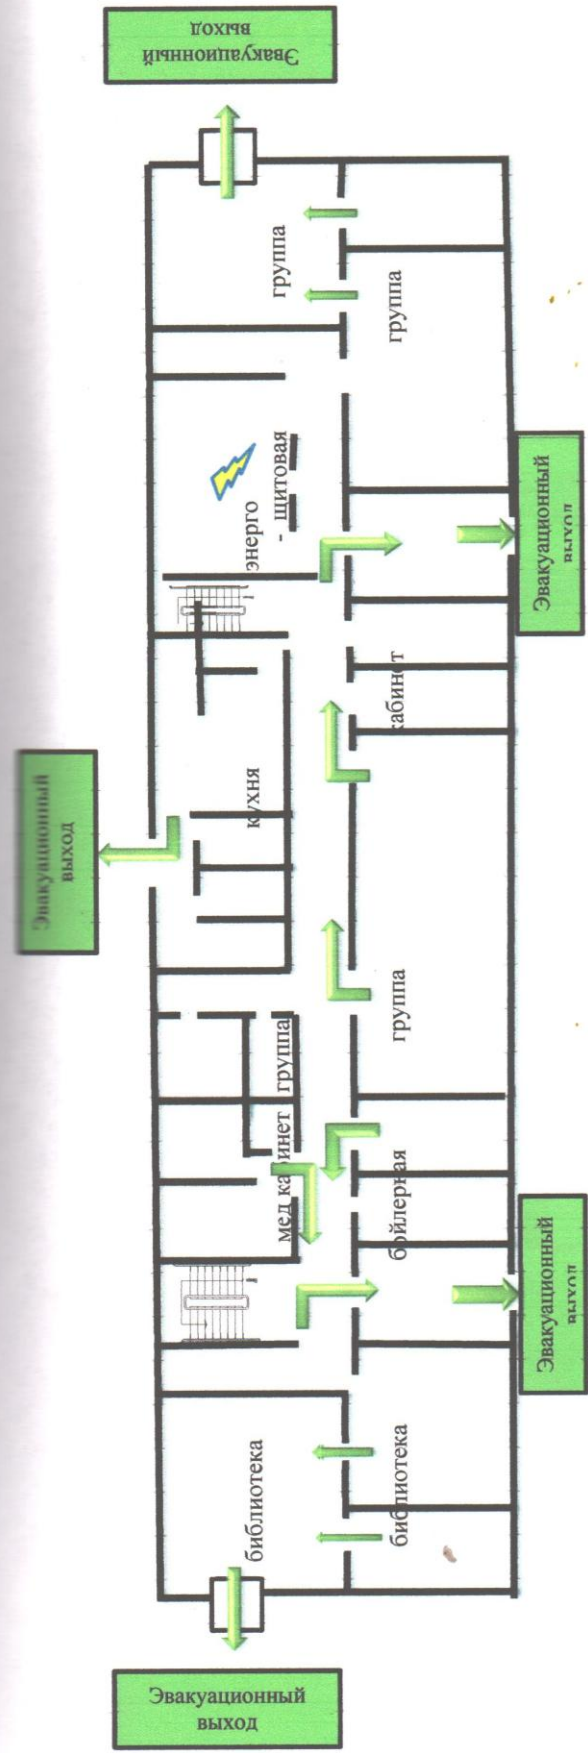 Эвакуационный
выход
группа
группа
энерго
- щитовая
Эвакуационный
выход
кабинет
кухня
Эвакуационный
выход
группа
мед кабинет
группа
бойлерная
Эвакуационный
выход
библиотека
библиотека
Эвакуационный
выход